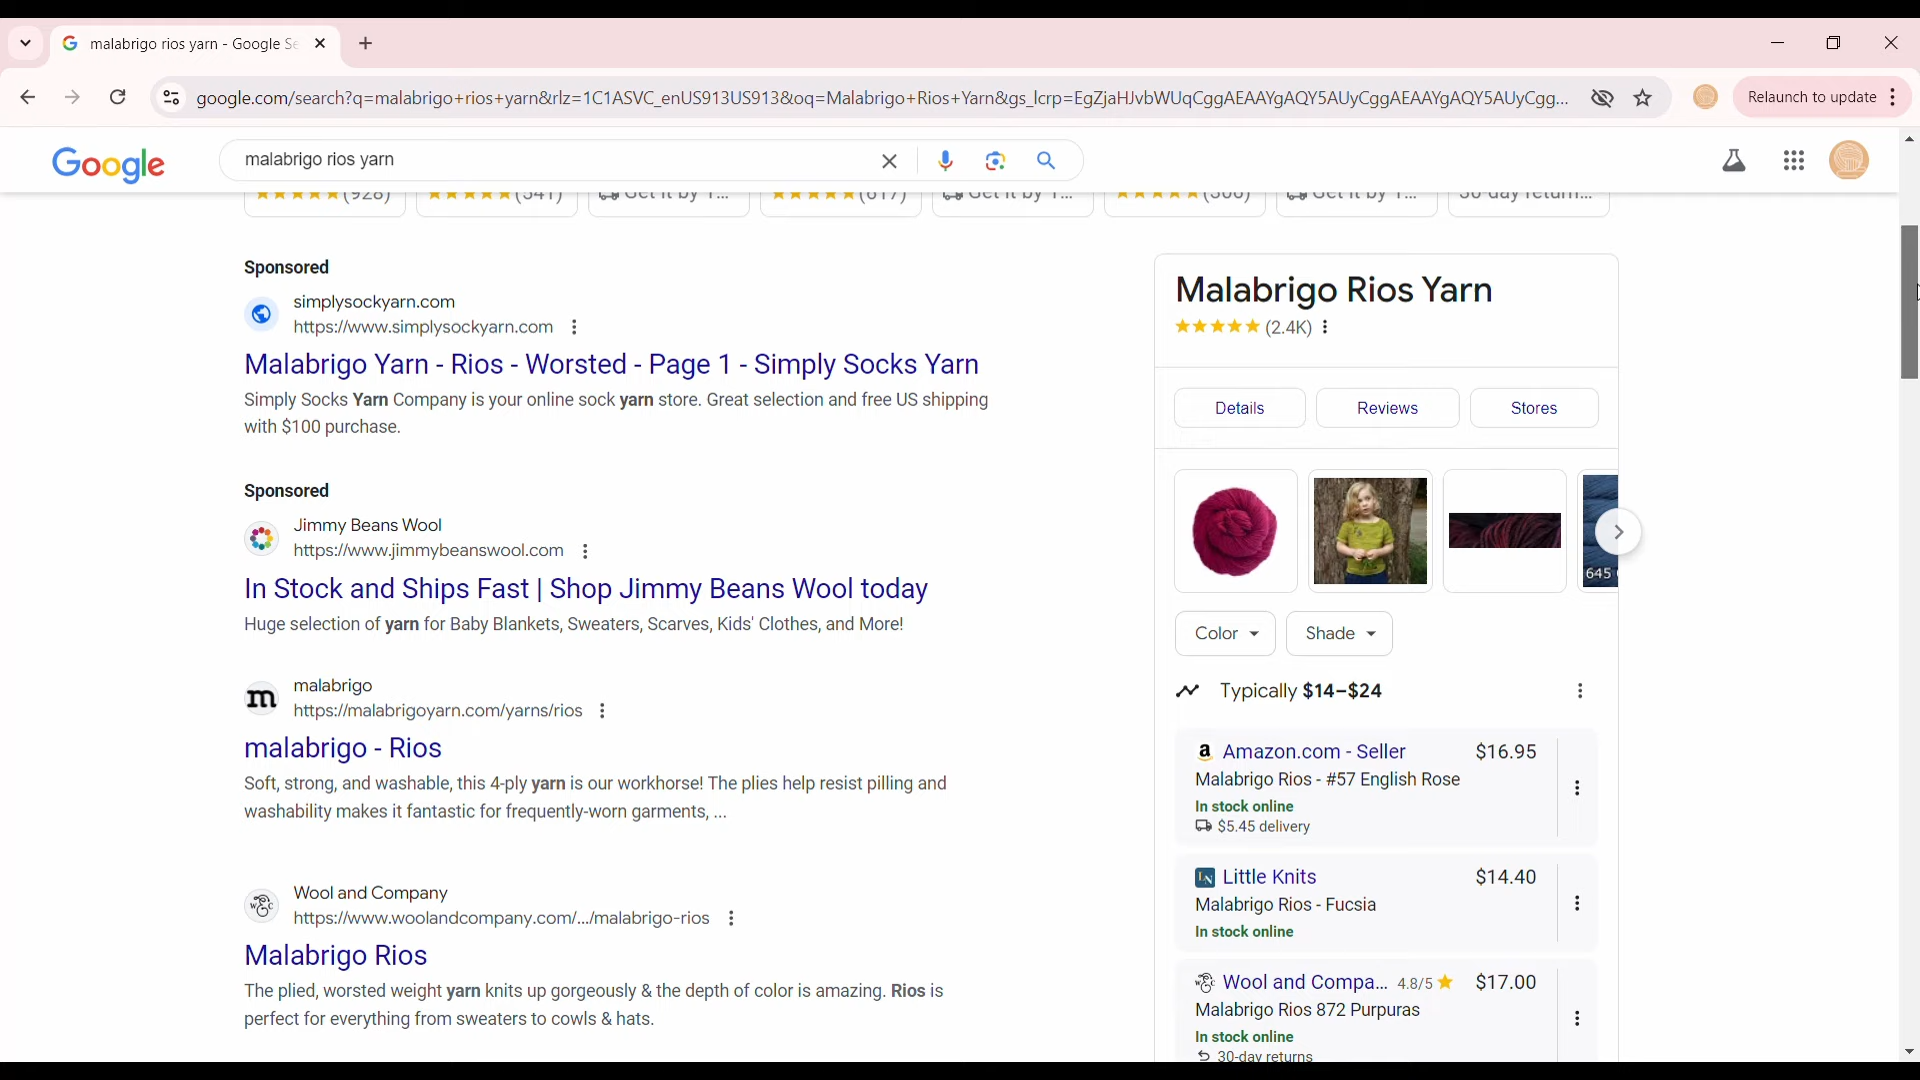 malabrigo rios yarn - Google Se
google.com/search?q=malabrigo+rios+yarn&rlz=1C1ASVC_enUS913US913&oq=Malabrigo+Rios+Yarn&gs_lcrp=EgZjaHJvbWUqCggAEAAYgAQY5AUyCggAEAAYgAQY5AUyCgg...
Relaunch to update
Google
malabrigo rios yarn
(928)
(541)
Get it by T...
(617)
Get it by T...
(306)
Get it by T...
30-day return...
Sponsored
simplysockyarn.com
https://www.simplysockyarn.com
Malabrigo Yarn - Rios - Worsted - Page 1 - Simply Socks Yarn
Simply Socks Yarn Company is your online sock yarn store. Great selection and free US shipping
with $100 purchase.
Sponsored
Jimmy Beans Wool
https://www.jimmybeanswool.com
In Stock and Ships Fast | Shop Jimmy Beans Wool today
Huge selection of yarn for Baby Blankets, Sweaters, Scarves, Kids' Clothes, and More!
m
malabrigo
https://malabrigoyarn.com/yarns/rios
malabrigo - Rios
Soft, strong, and washable, this 4-ply yarn is our workhorse! The plies help resist pilling and
washability makes it fantastic for frequently-worn garments, ...
Wool and Company
https://www.woolandcompany.com/.../malabrigo-rios
Malabrigo Rios
The plied, worsted weight yarn knits up gorgeously & the depth of color is amazing. Rios is
perfect for everything from sweaters to cowls & hats.
Malabrigo Rios Yarn
(2.4K)
Details
Reviews
Stores
645
Color
Shade
Typically $14–$24
a Amazon.com - Seller $16.95
Malabrigo Rios - #57 English Rose
In stock online
$5.45 delivery
LN Little Knits $14.40
Malabrigo Rios - Fucsia
In stock online
Wool and Compa... 4.8/5 $17.00
Malabrigo Rios 872 Purpuras
In stock online
30-day returns